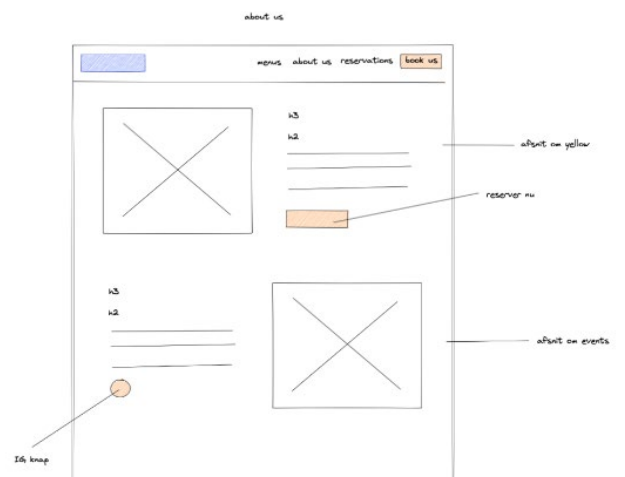 about us
menus about us reservations book us
h3
h2
afsnit om yellow
reserver nu
h3
h2
afsnit om events
IG knap